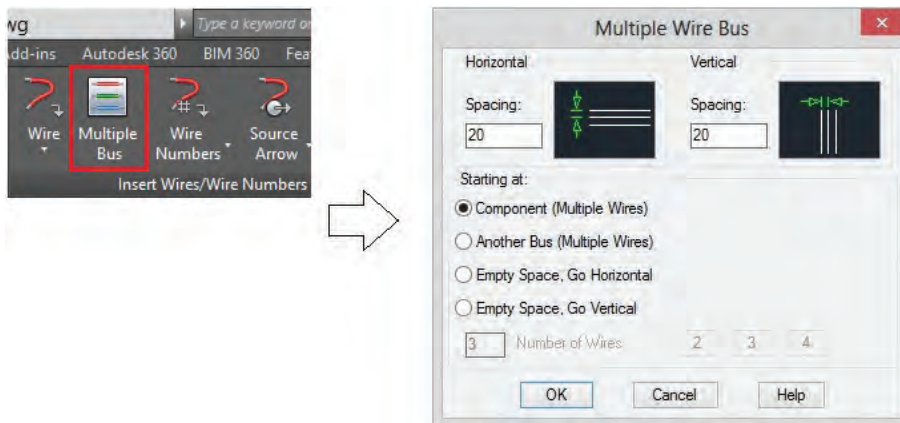 wg
Type a keyword or
dd-ins Autodesk 360 BIM 360 Fea
Wire Multiple Bus Wire Numbers Source Arrow
Insert Wires/Wire Numbers
Multiple Wire Bus
Horizontal Vertical
Spacing: Spacing:
20 20
Starting at:
Component (Multiple Wires)
Another Bus (Multiple Wires)
Empty Space, Go Horizontal
Empty Space, Go Vertical
3 Number of Wires 2 3 4
OK Cancel Help